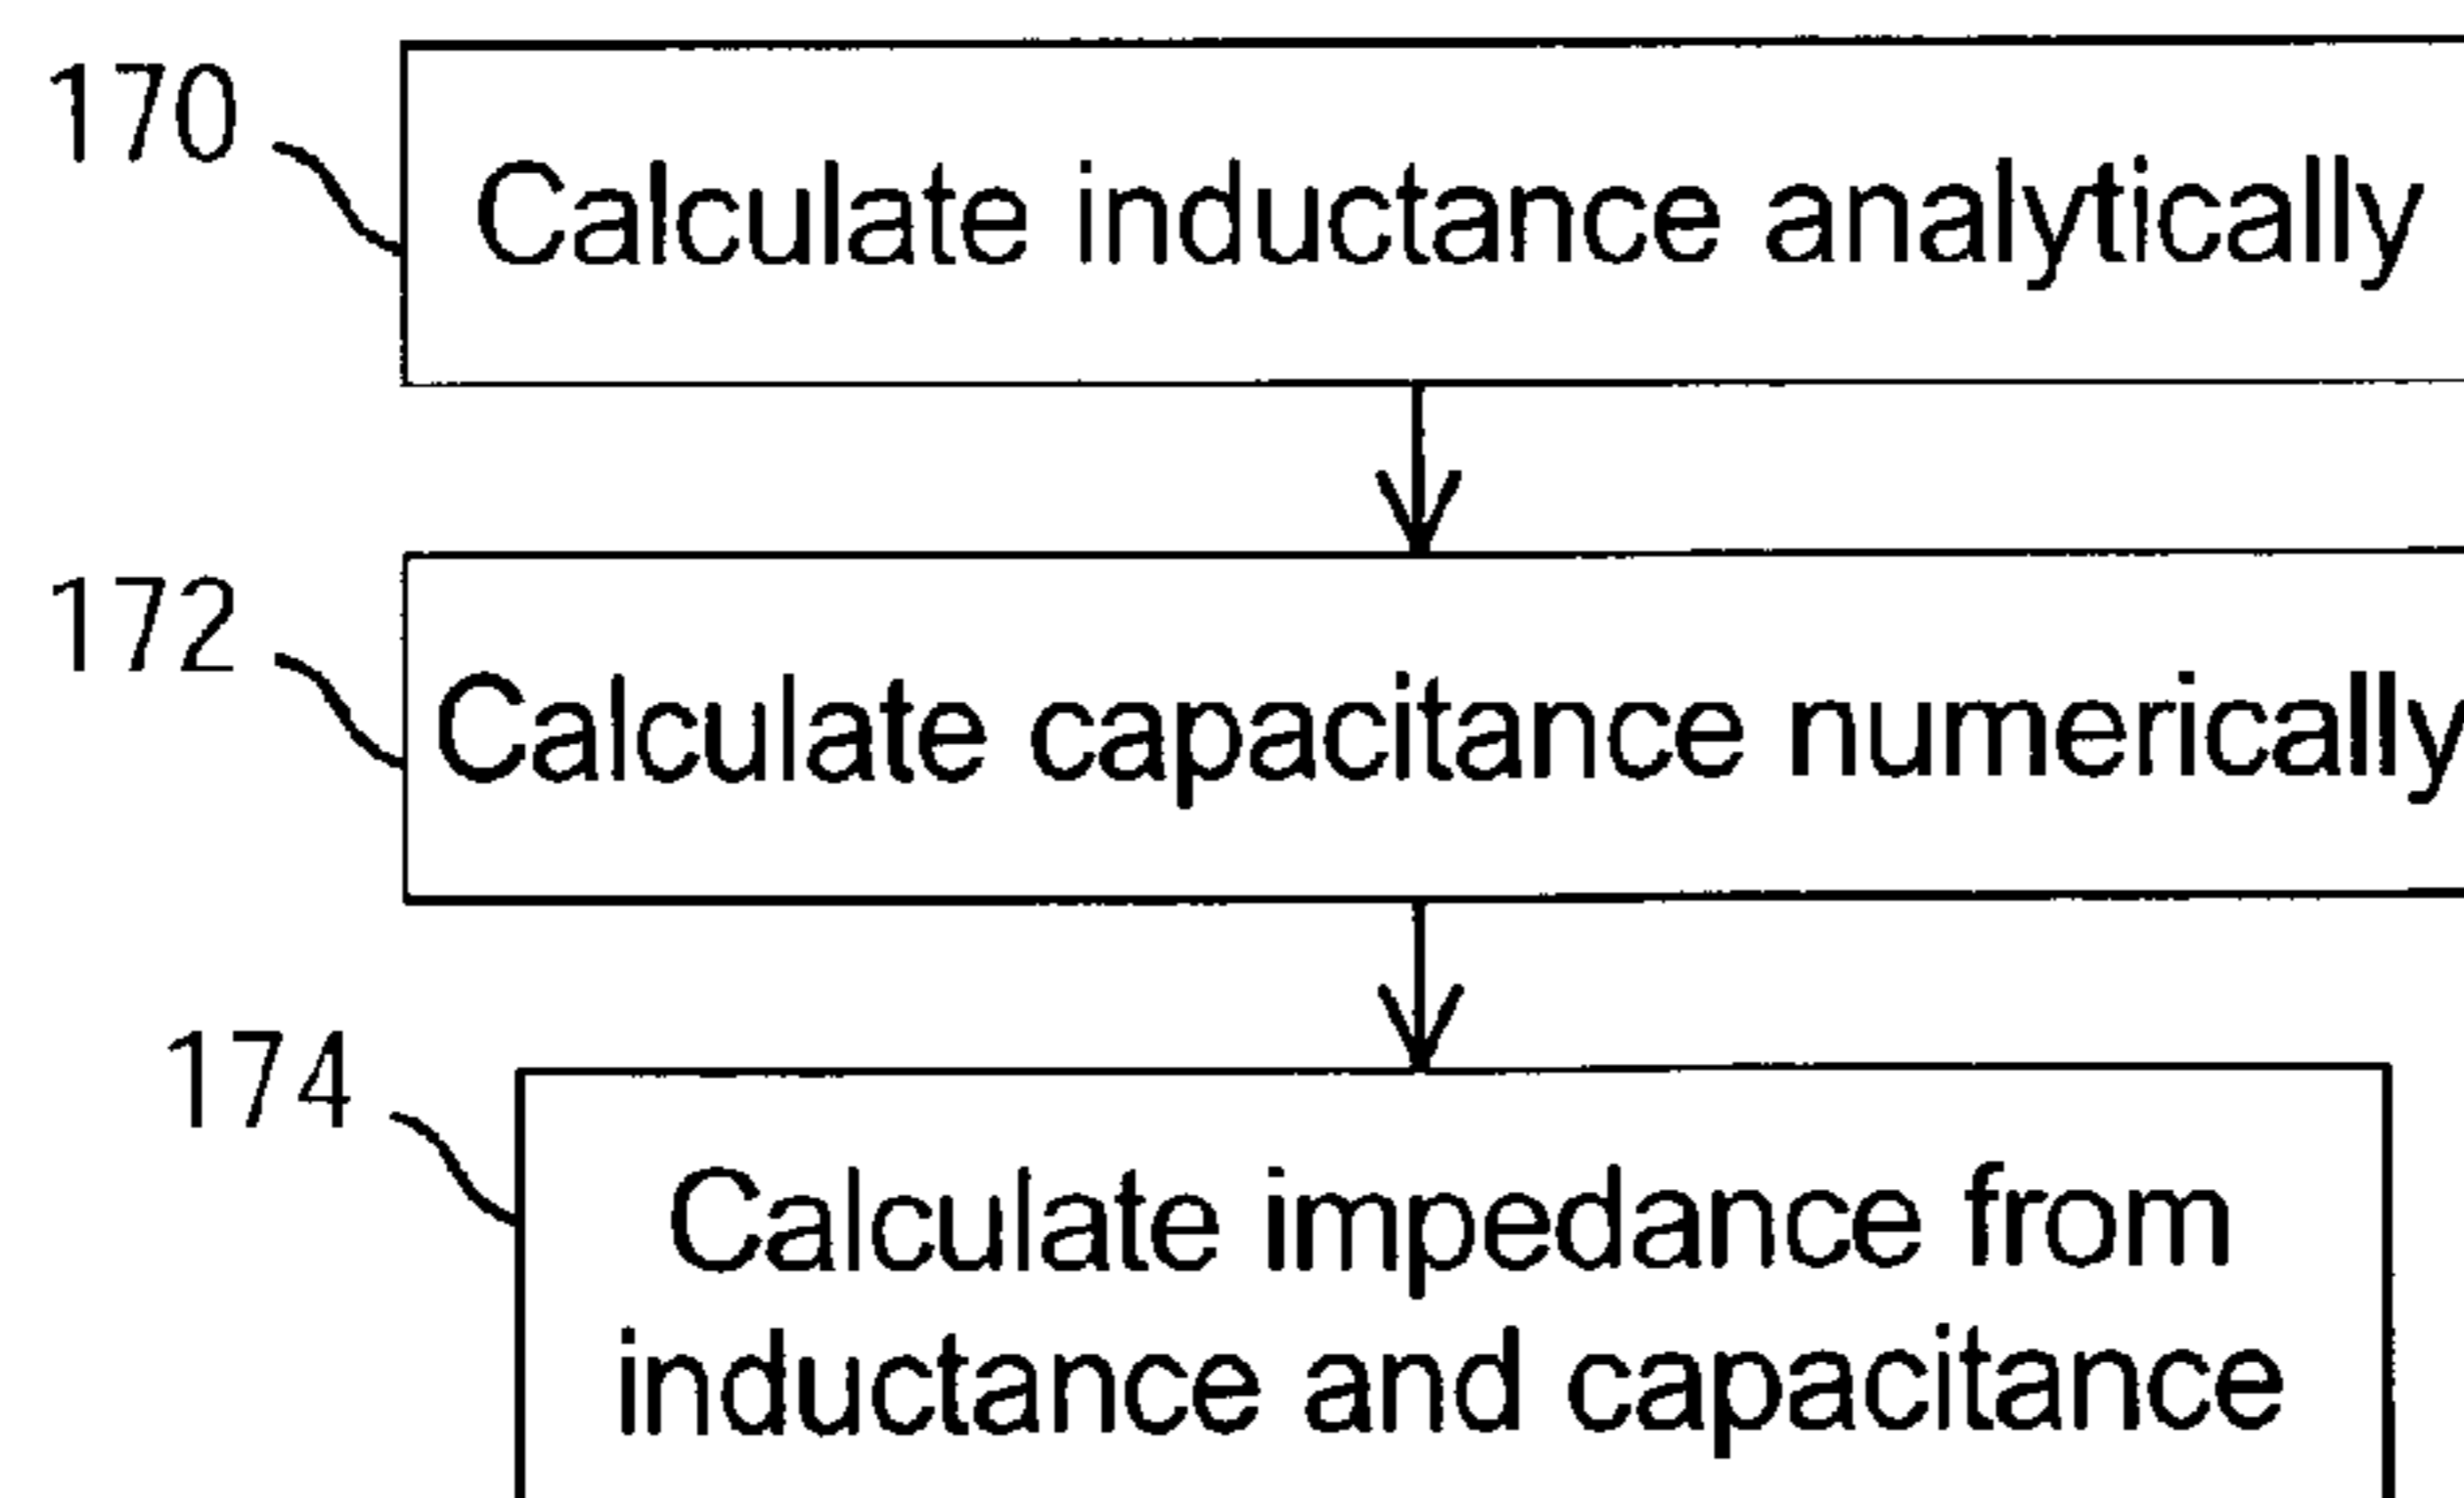 170
Calculate inductance analytically
172
Calculate capacitance numerically
174
Calculate impedance from
inductance and capacitance